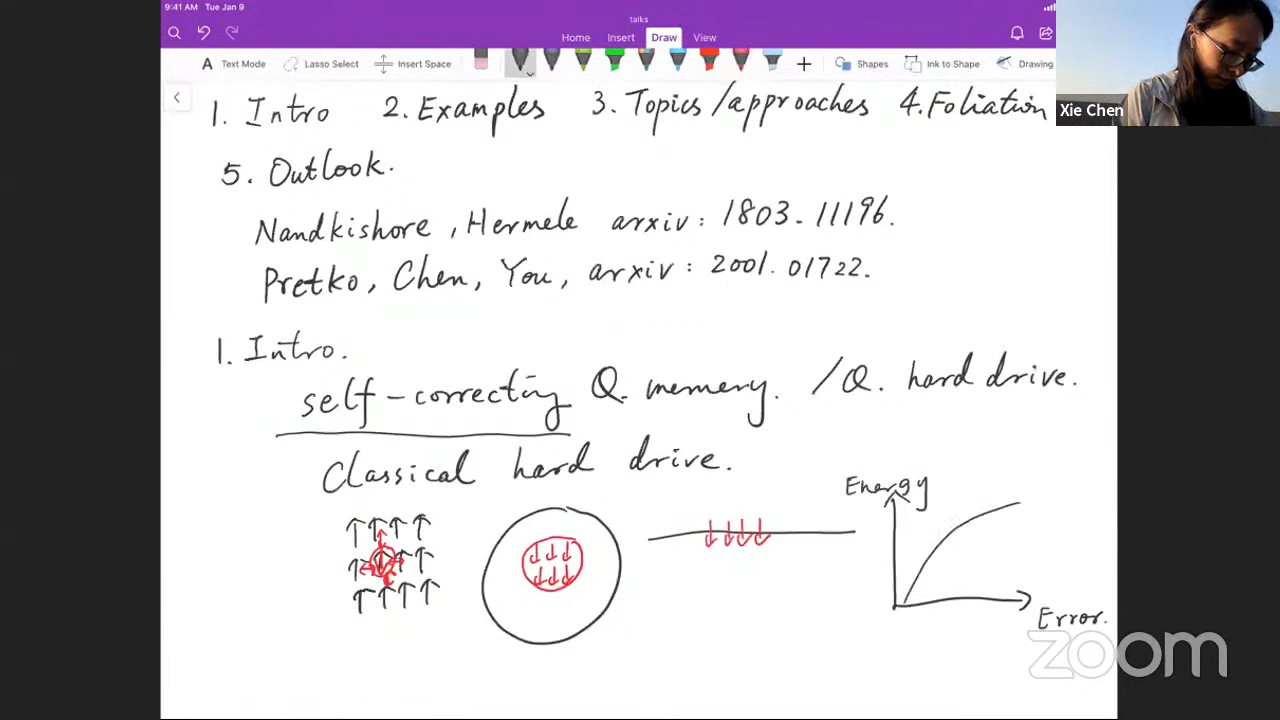 9:41 AM Tue Jan 9
talks
Home Insert Draw View
Text Mode Lasso Select Insert Space Shapes Ink to Shape Drawing
1. Intro 2. Examples 3. Topics/approaches 4. Foliation
Xie Chen
5. Outlook.
Nandkishore, Hermele arxiv: 1803.11196.
Pretko, Chen, You, arxiv: 2001.01722.
1. Intro.
self-correcting Q. memory. /Q. hard drive.
Classical hard drive.
Energy
Error.
zoom